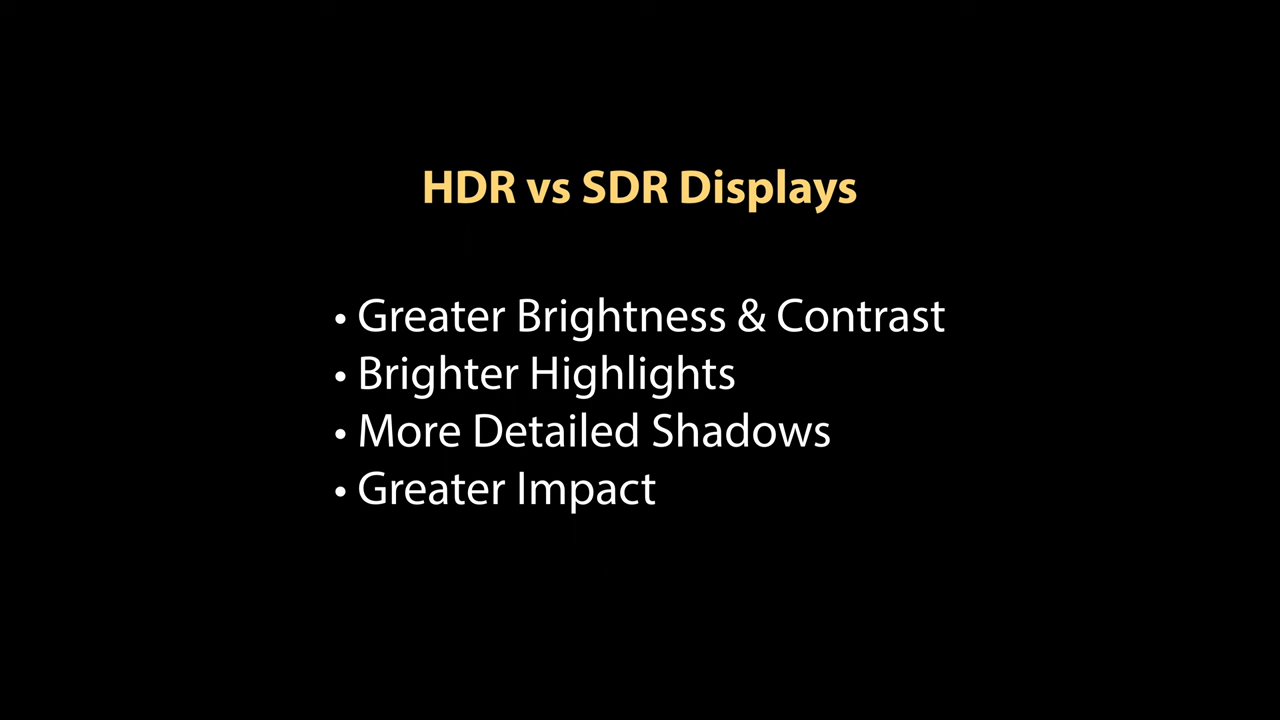 HDR vs SDR Displays
• Greater Brightness & Contrast
• Brighter Highlights
• More Detailed Shadows
• Greater Impact